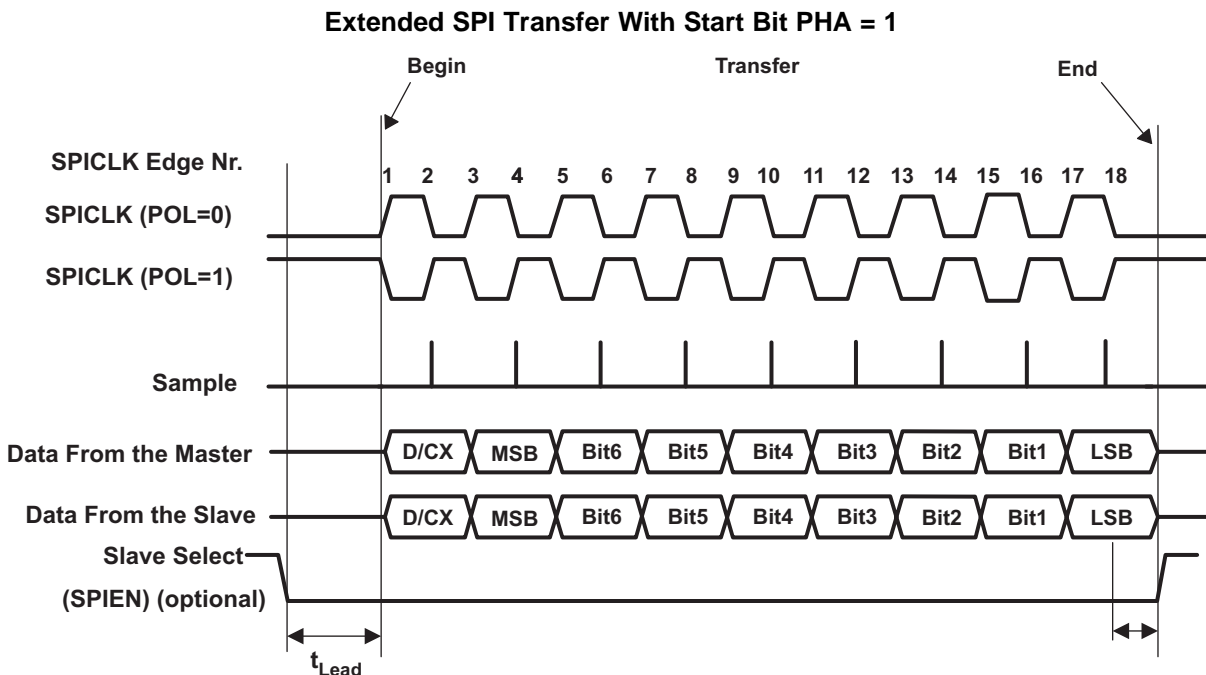 Extended SPI Transfer With Start Bit PHA = 1
Begin Transfer End
SPICLK Edge Nr.
1 2 3 4 5 6 7 8 9 10 11 12 13 14 15 16 17 18
SPICLK (POL=0)
SPICLK (POL=1)
Sample
Data From the Master D/CX MSB Bit6 Bit5 Bit4 Bit3 Bit2 Bit1 LSB
Data From the Slave D/CX MSB Bit6 Bit5 Bit4 Bit3 Bit2 Bit1 LSB
Slave Select
(SPIEN) (optional)
tLead